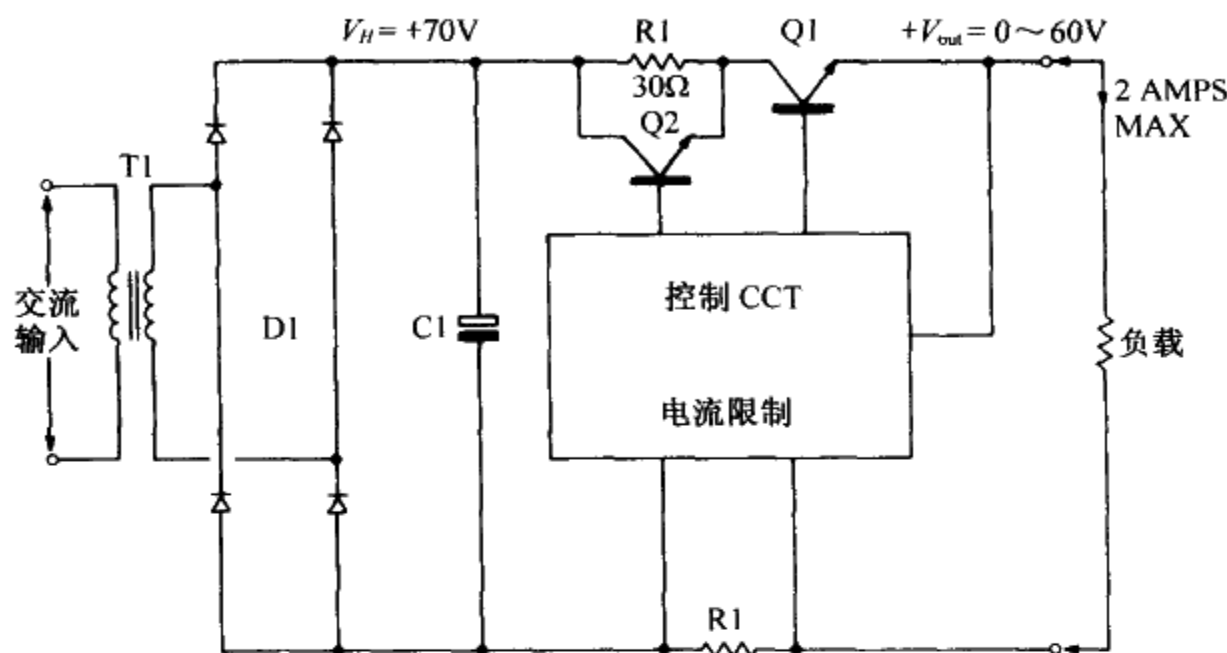 V_H = +70V
R1
30Ω
Q1
+V_out = 0～60V
2 AMPS
MAX
Q2
T1
交流
输入
D1
C1
控制 CCT
电流限制
负载
R1